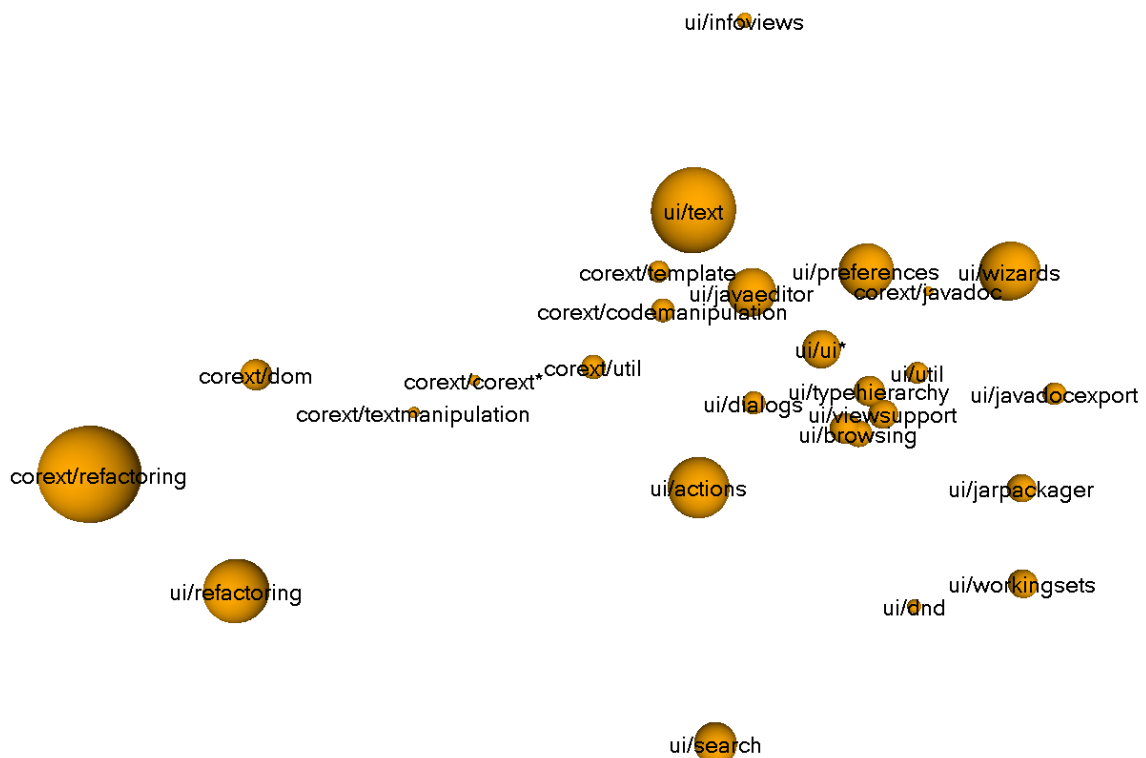 ui/infoviews
ui/text
corext/template
ui/preferences
ui/wizards
ui/javaeditor
corext/javadoc
corext/codemanipulation
ui/ui*
corext/dom
corext/corext*
corext/util
ui/util
ui/typehierarchy
ui/javadocexport
ui/dialogs
corext/textmanipulation
ui/viewsupport
ui/browsing
corext/refactoring
ui/actions
ui/jarpackager
ui/refactoring
ui/workingsets
ui/dnd
ui/search